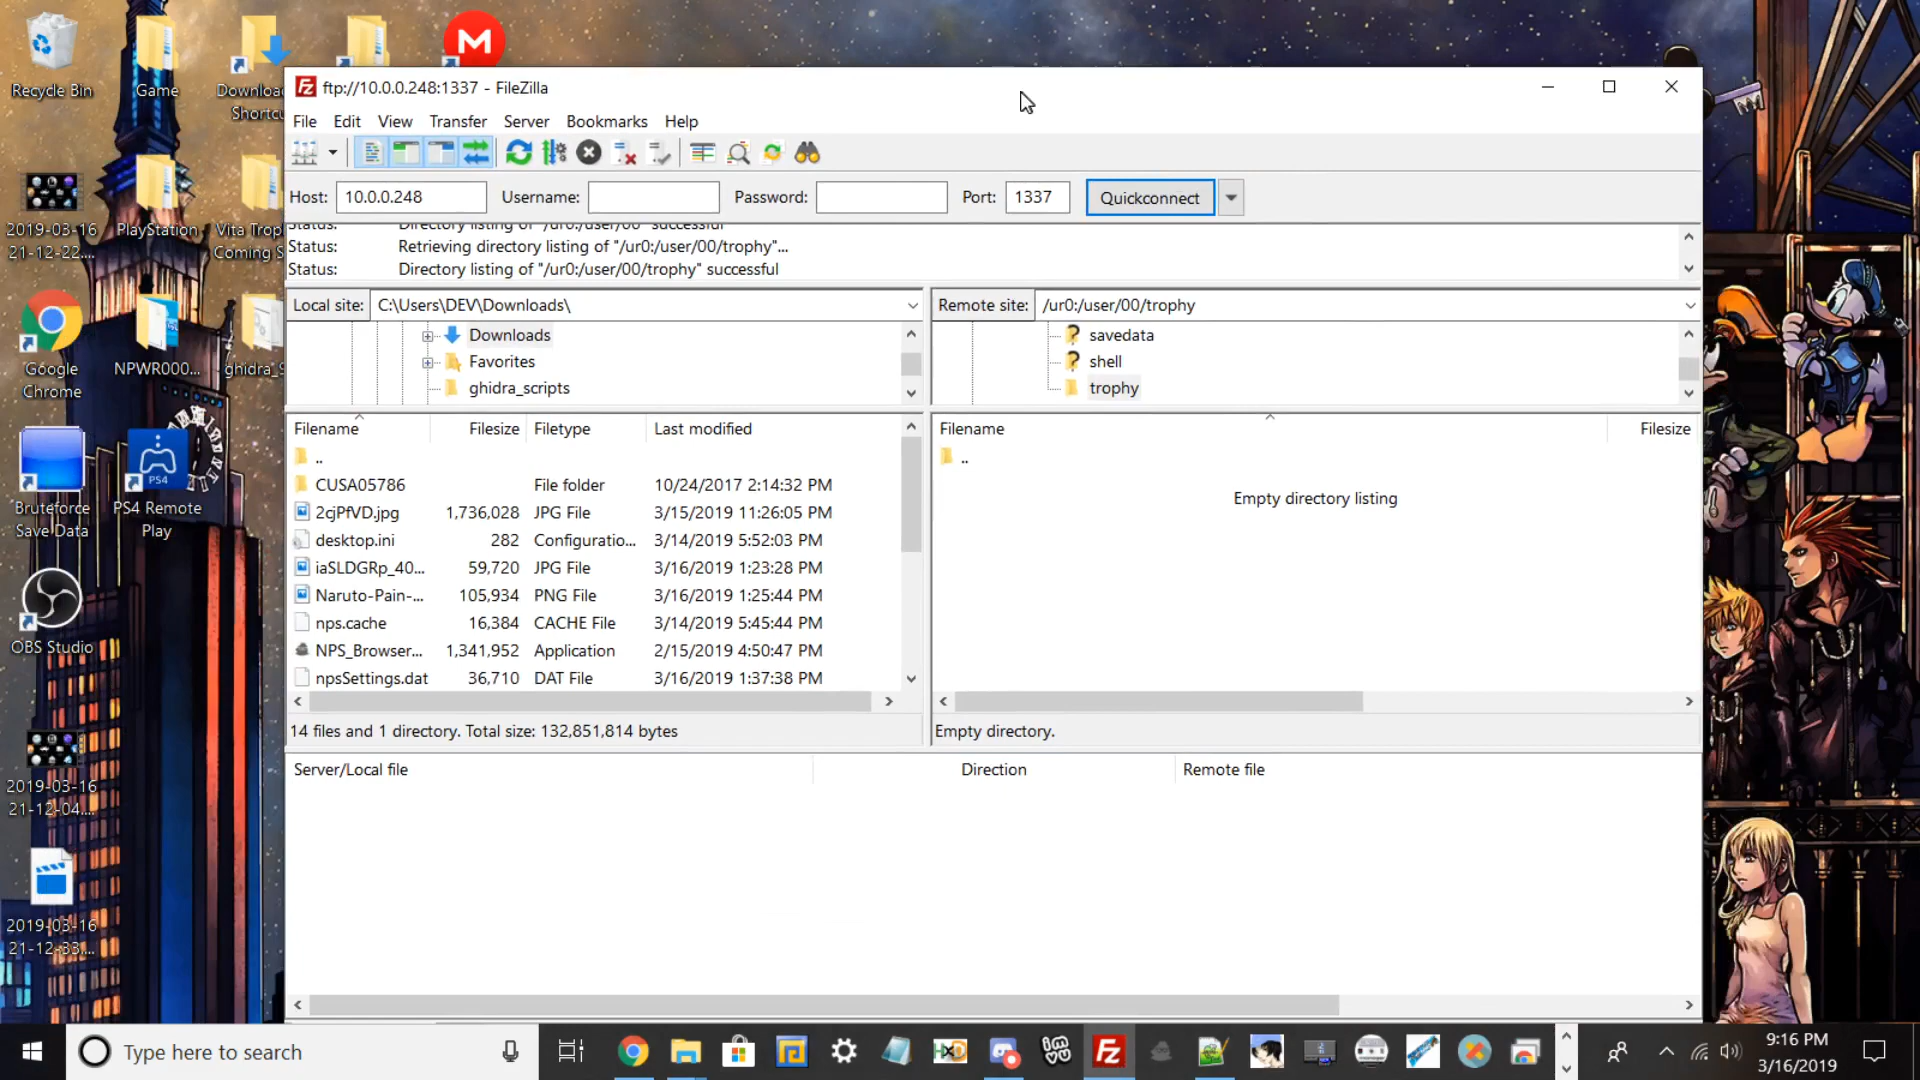 Recycle Bin
Game
Downloa
Shortcu
ftp://10.0.0.248:1337 - FileZilla
File Edit View Transfer Server Bookmarks Help
Host: 10.0.0.248 Username: Password: Port: 1337 Quickconnect
Status: Directory listing of "/ur0:/user/00" successful
Status: Retrieving directory listing of "/ur0:/user/00/trophy"...
Status: Directory listing of "/ur0:/user/00/trophy" successful
Local site: C:\Users\DEV\Downloads\
Downloads
Favorites
ghidra_scripts
Remote site: /ur0:/user/00/trophy
savedata
shell
trophy
Filename Filesize Filetype Last modified
..
CUSA05786 File folder 10/24/2017 2:14:32 PM
2cjPfVD.jpg 1,736,028 JPG File 3/15/2019 11:26:05 PM
desktop.ini 282 Configuratio... 3/14/2019 5:52:03 PM
iaSLDGRp_40... 59,720 JPG File 3/16/2019 1:23:28 PM
Naruto-Pain-... 105,934 PNG File 3/16/2019 1:25:44 PM
nps.cache 16,384 CACHE File 3/14/2019 5:45:44 PM
NPS_Browser... 1,341,952 Application 2/15/2019 4:50:47 PM
npsSettings.dat 36,710 DAT File 3/16/2019 1:37:38 PM
14 files and 1 directory. Total size: 132,851,814 bytes
Filename Filesize
..
Empty directory listing
Empty directory.
Server/Local file Direction Remote file
2019-03-16
21-12-22....
PlayStation
Vita Trop
Coming S
Google
Chrome
NPWR000...
ghidra_9
Bruteforce
Save Data
PS4
PS4 Remote
Play
OBS Studio
2019-03-16
21-12-04....
2019-03-16
21-12-33....
Type here to search
9:16 PM
3/16/2019